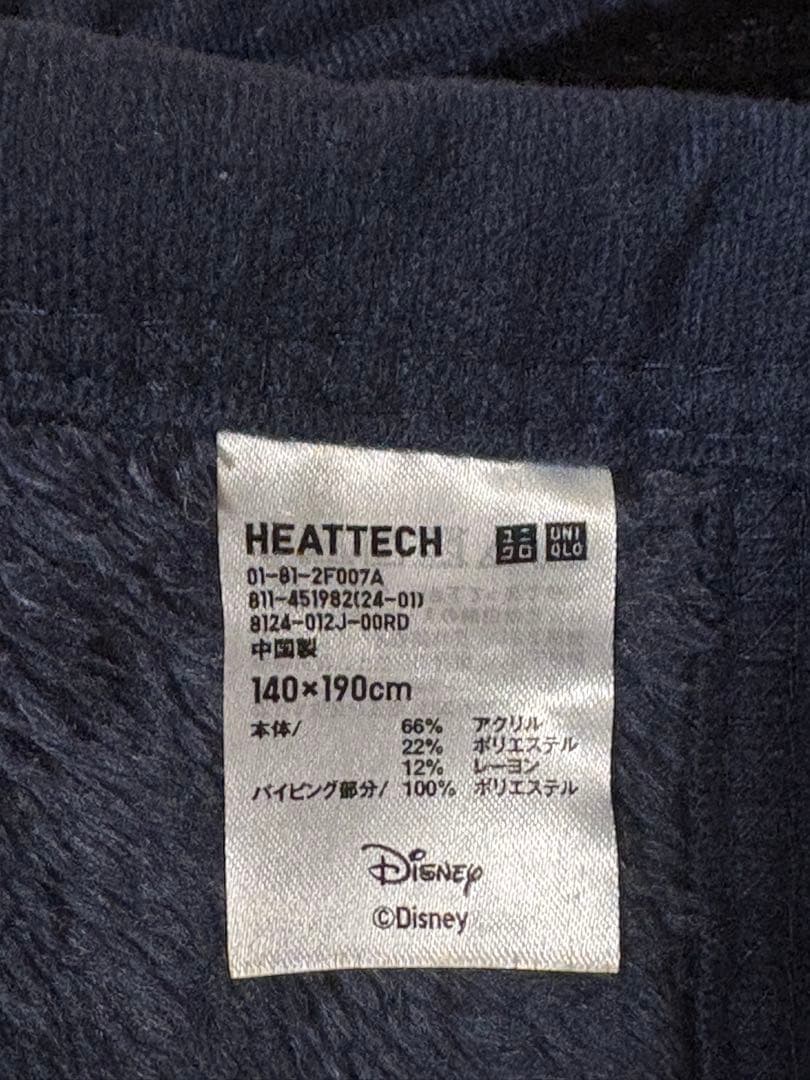 HEATTECH ユニクロ UNIQLO
01-81-2F007A
811-451982(24-01)
8124-012J-00RD
中国製
140×190cm
本体/ 66% アクリル
22% ポリエステル
12% レーヨン
パイピング部分/ 100% ポリエステル
Disney
©Disney